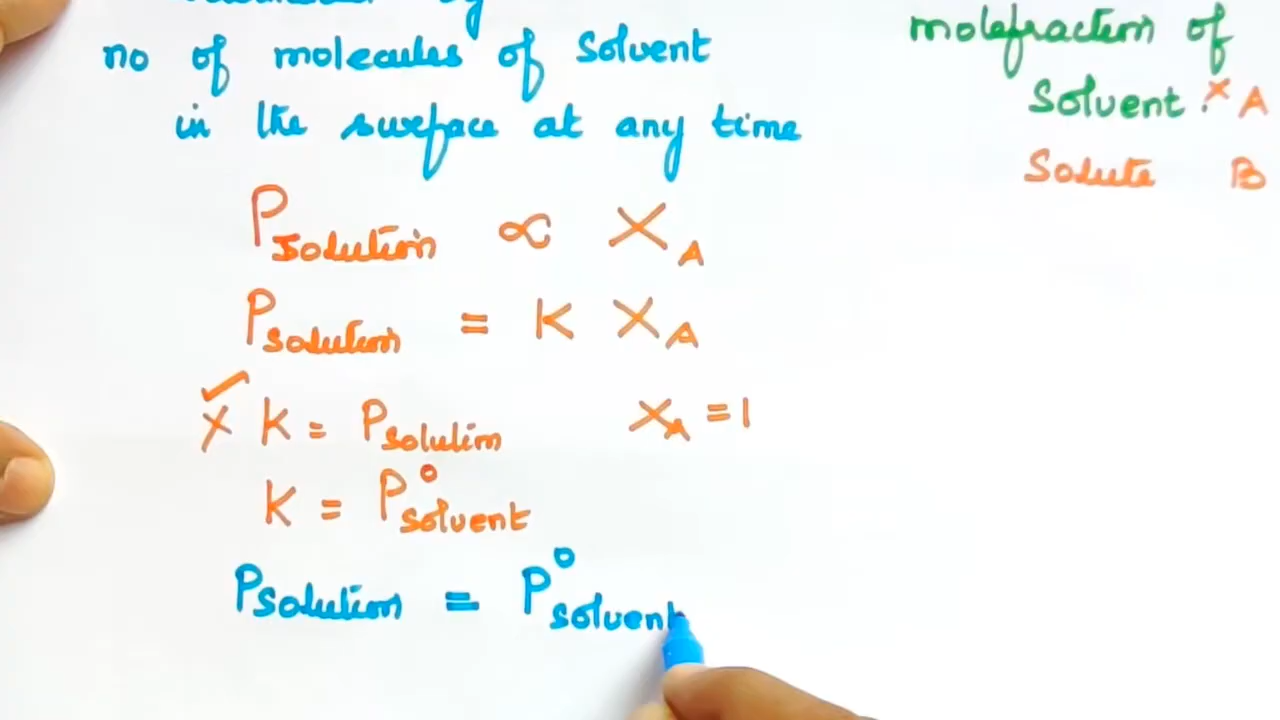 by
no of molecules of Solvent
in the surface at any time
P solution ∝ X A
P solution = K X A
✓
X K = P solution X A = 1
K = P° solvent
P solution = P° solvent
molefraction of
Solvent. X A
Solute B